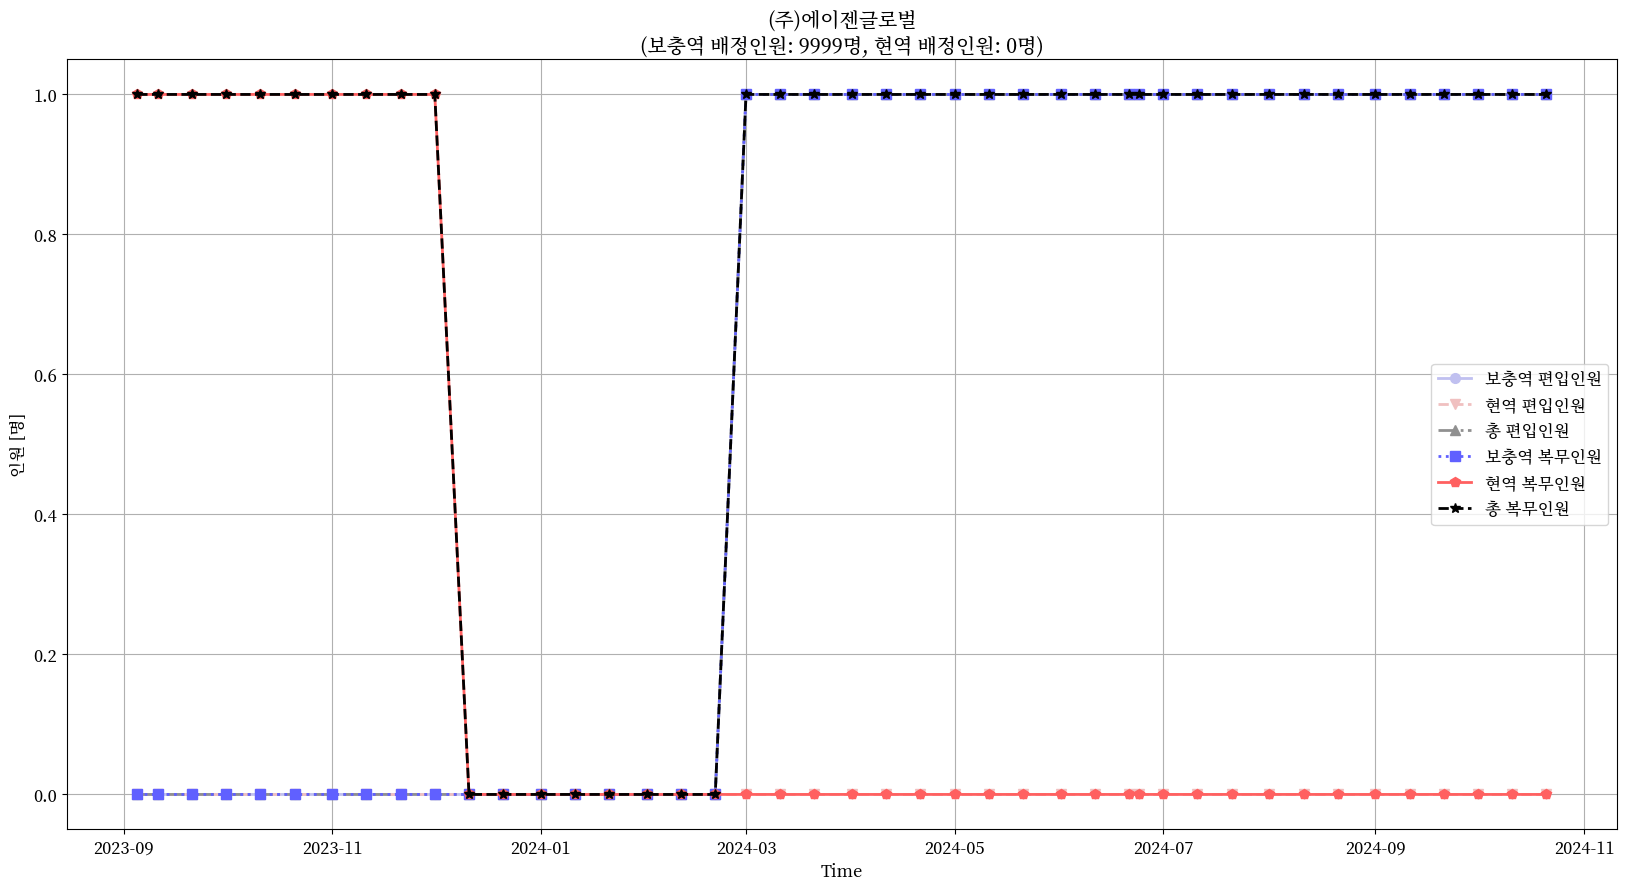 (주)에이젠글로벌
(보충역 배정인원: 9999명, 현역 배정인원: 0명)
1.0
0.8
0.6
0.4
0.2
0.0
인원 [명]
보충역 편입인원
현역 편입인원
총 편입인원
보충역 복무인원
현역 복무인원
총 복무인원
2023-09
2023-11
2024-01
2024-03
2024-05
2024-07
2024-09
2024-11
Time